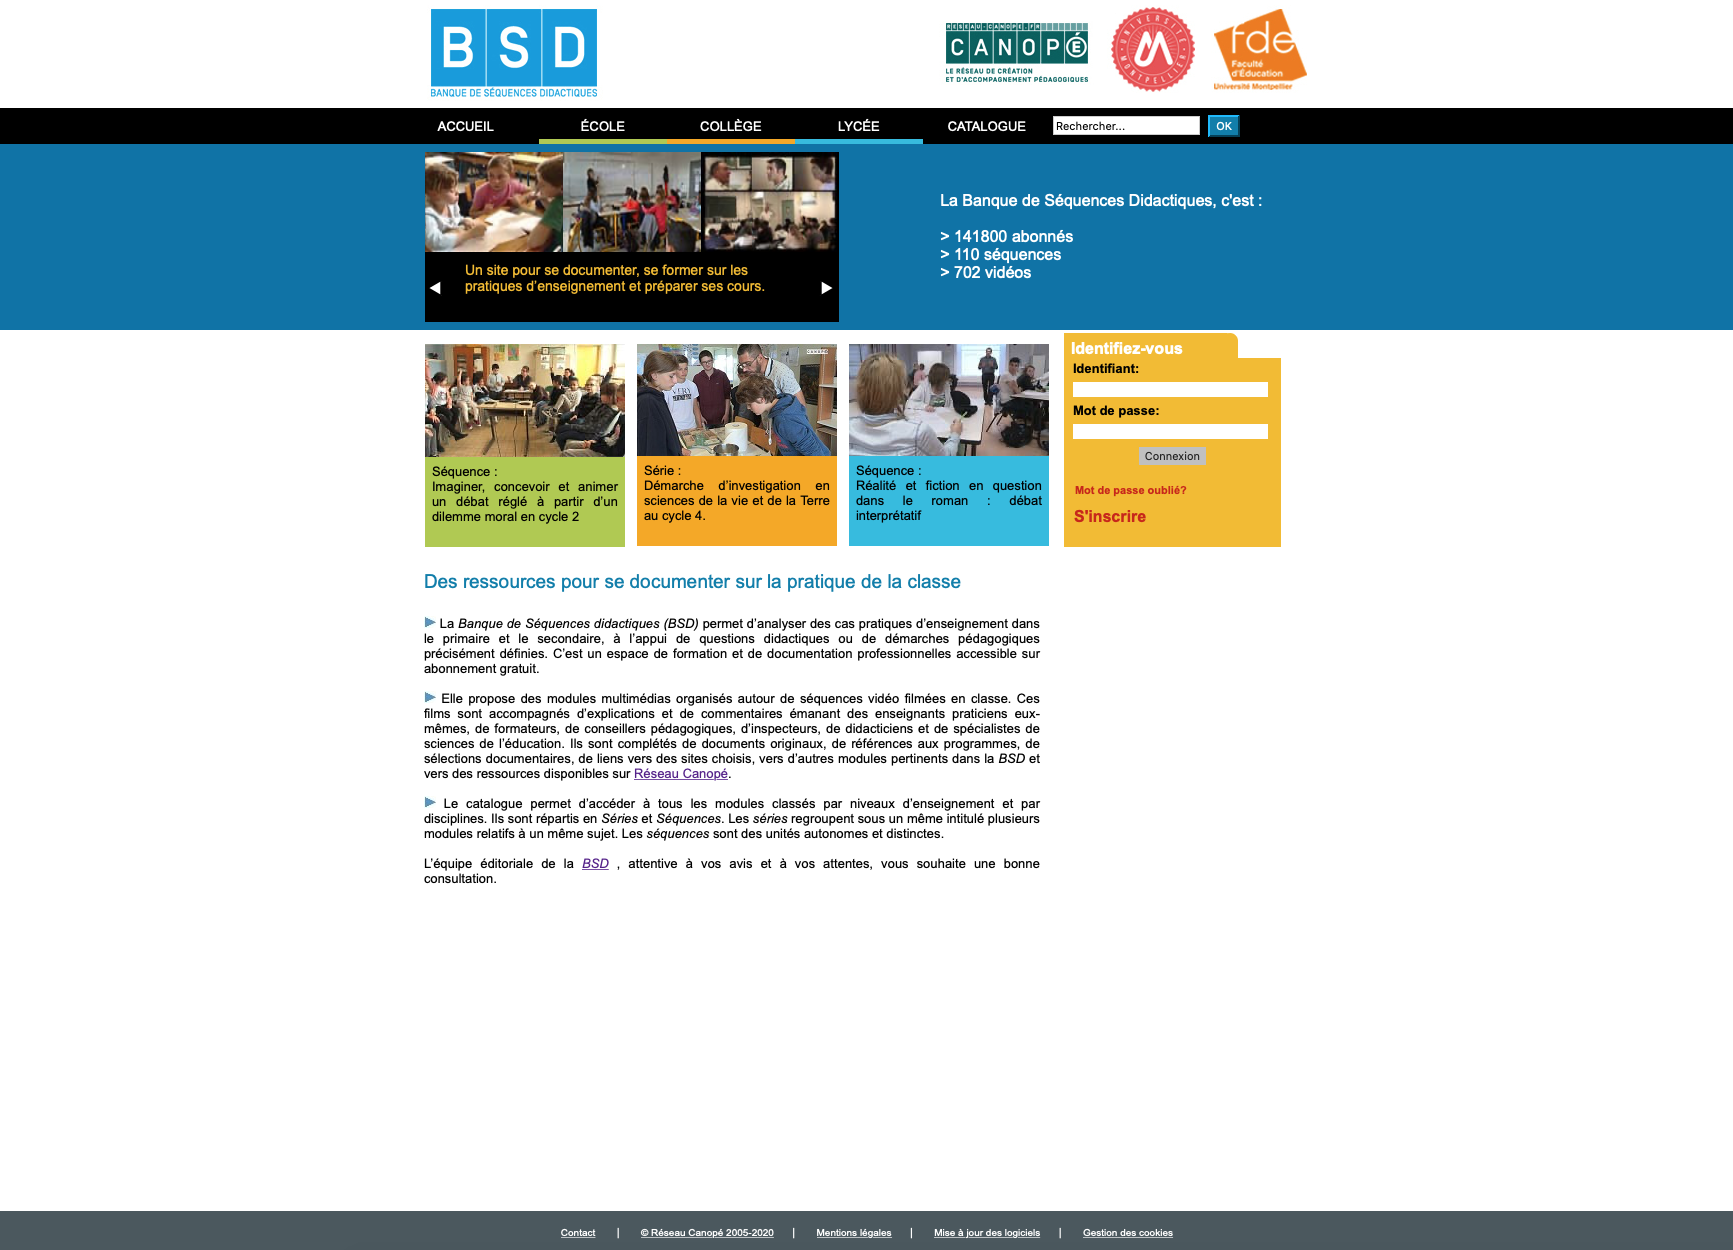 BSD
BANQUE DE SÉQUENCES DIDACTIQUES
RESEAU-CANOPE-FR
CANOPÉ
LE RÉSEAU DE CRÉATION
ET D'ACCOMPAGNEMENT PÉDAGOGIQUES
UNIVERSITÉ
M
MONTPELLIER
fde
Faculté
d'Éducation
Université Montpellier
ACCUEIL
ÉCOLE
COLLÈGE
LYCÉE
CATALOGUE
Rechercher...
OK
Un site pour se documenter, se former sur les
pratiques d'enseignement et préparer ses cours.
La Banque de Séquences Didactiques, c'est :
> 141800 abonnés
> 110 séquences
> 702 vidéos
Séquence :
Imaginer, concevoir et animer
un débat réglé à partir d'un
dilemme moral en cycle 2
CANOPÉ
Série :
Démarche d'investigation en
sciences de la vie et de la Terre
au cycle 4.
Séquence :
Réalité et fiction en question
dans le roman : débat
interprétatif
Identifiez-vous
Identifiant:
Mot de passe:
Connexion
Mot de passe oublié?
S'inscrire
Des ressources pour se documenter sur la pratique de la classe
La Banque de Séquences didactiques (BSD) permet d'analyser des cas pratiques d'enseignement dans
le primaire et le secondaire, à l'appui de questions didactiques ou de démarches pédagogiques
précisément définies. C'est un espace de formation et de documentation professionnelles accessible sur
abonnement gratuit.
Elle propose des modules multimédias organisés autour de séquences vidéo filmées en classe. Ces
films sont accompagnés d'explications et de commentaires émanant des enseignants praticiens eux-
mêmes, de formateurs, de conseillers pédagogiques, d'inspecteurs, de didacticiens et de spécialistes de
sciences de l'éducation. Ils sont complétés de documents originaux, de références aux programmes, de
sélections documentaires, de liens vers des sites choisis, vers d'autres modules pertinents dans la BSD et
vers des ressources disponibles sur Réseau Canopé.
Le catalogue permet d'accéder à tous les modules classés par niveaux d'enseignement et par
disciplines. Ils sont répartis en Séries et Séquences. Les séries regroupent sous un même intitulé plusieurs
modules relatifs à un même sujet. Les séquences sont des unités autonomes et distinctes.
L'équipe éditoriale de la BSD , attentive à vos avis et à vos attentes, vous souhaite une bonne
consultation.
Contact | © Réseau Canopé 2005-2020 | Mentions légales | Mise à jour des logiciels | Gestion des cookies